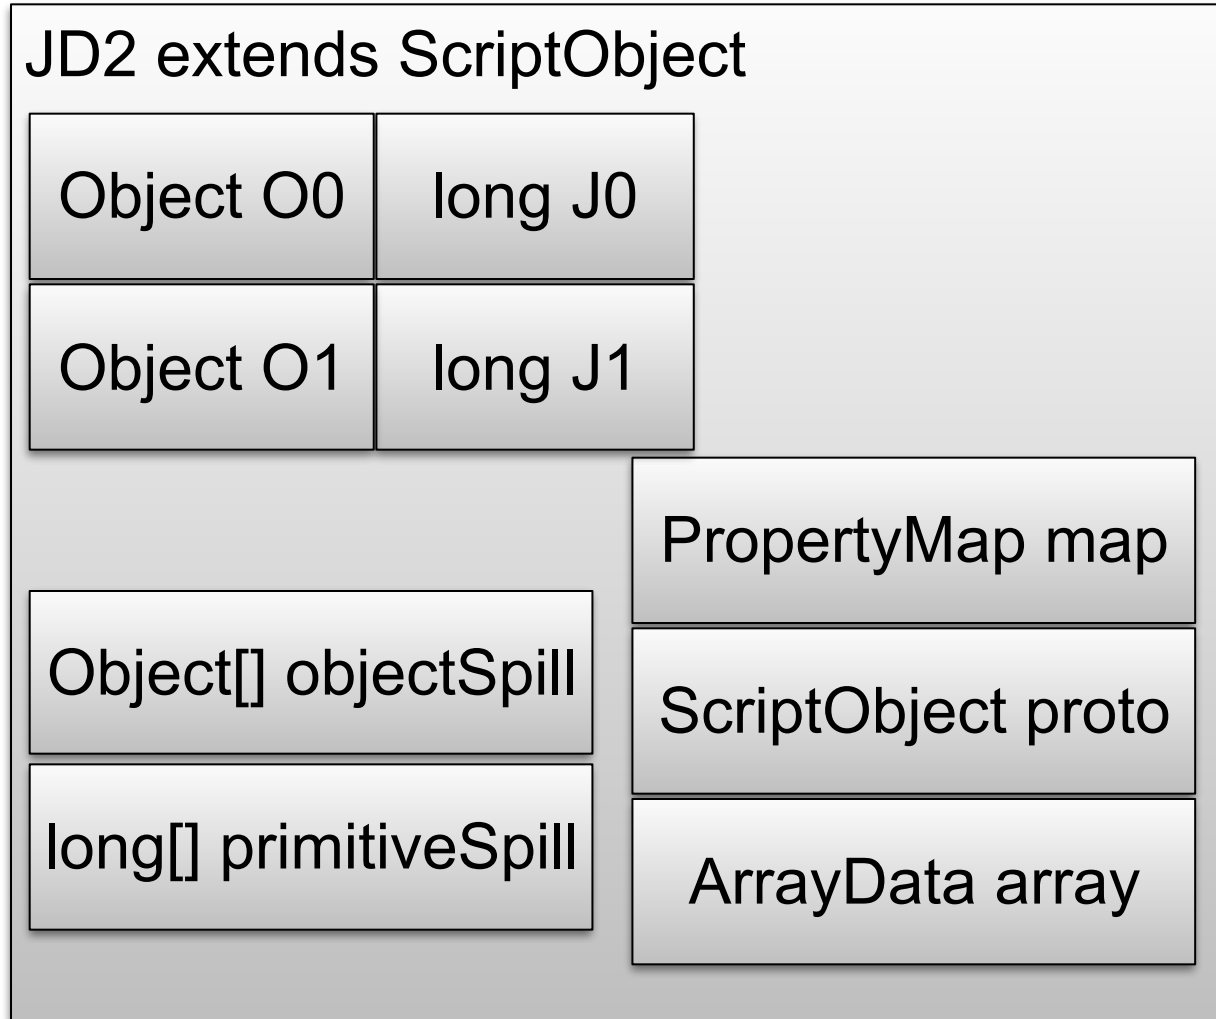 JD2 extends ScriptObject
Object O0
long J0
Object O1
long J1
PropertyMap map
Object[] objectSpill
ScriptObject proto
long[] primitiveSpill
ArrayData array